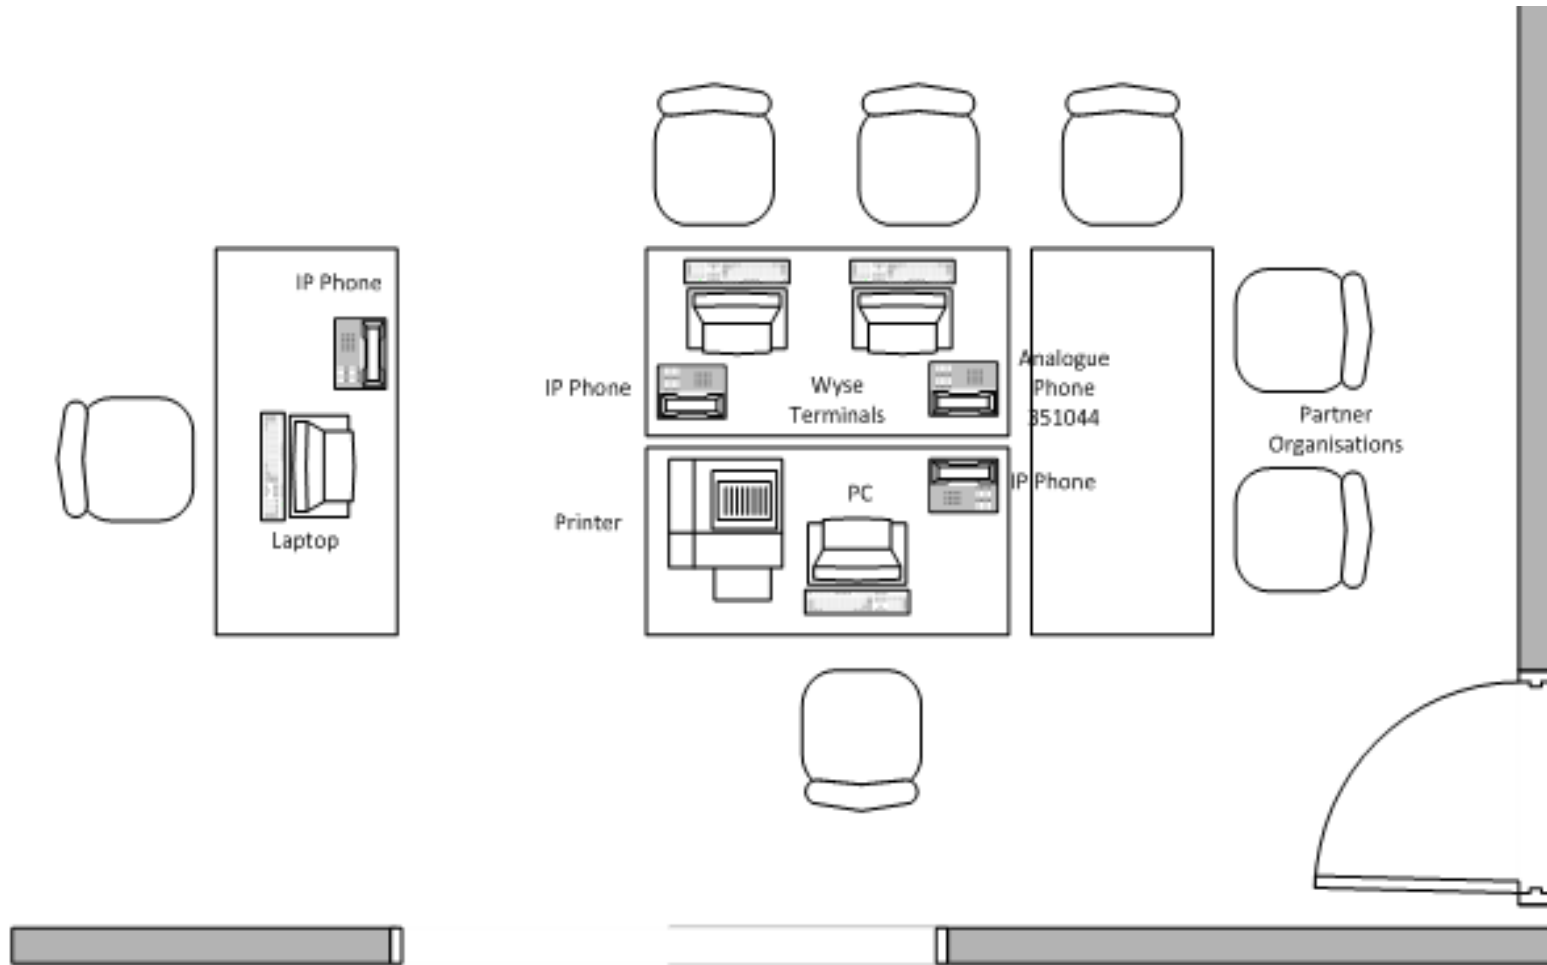 IP Phone
Laptop
IP Phone
Wyse
Terminals
Analogue
Phone
351044
Printer
PC
IP Phone
Partner
Organisations